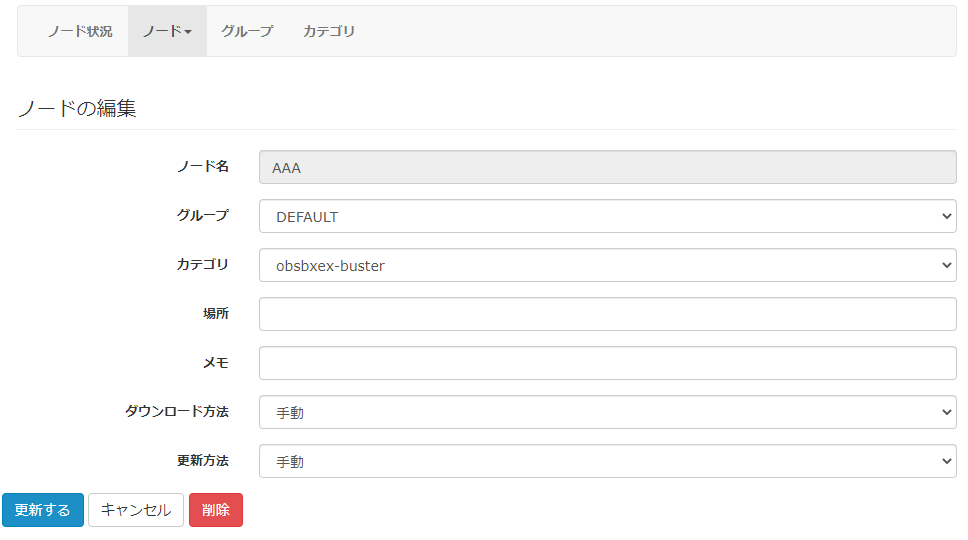 ノード状況 ノード グループ カテゴリ
ノードの編集
ノード名 AAA
グループ DEFAULT
カテゴリ obsbxex-buster
場所
メモ
ダウンロード方法 手動
更新方法 手動
更新する キャンセル 削除